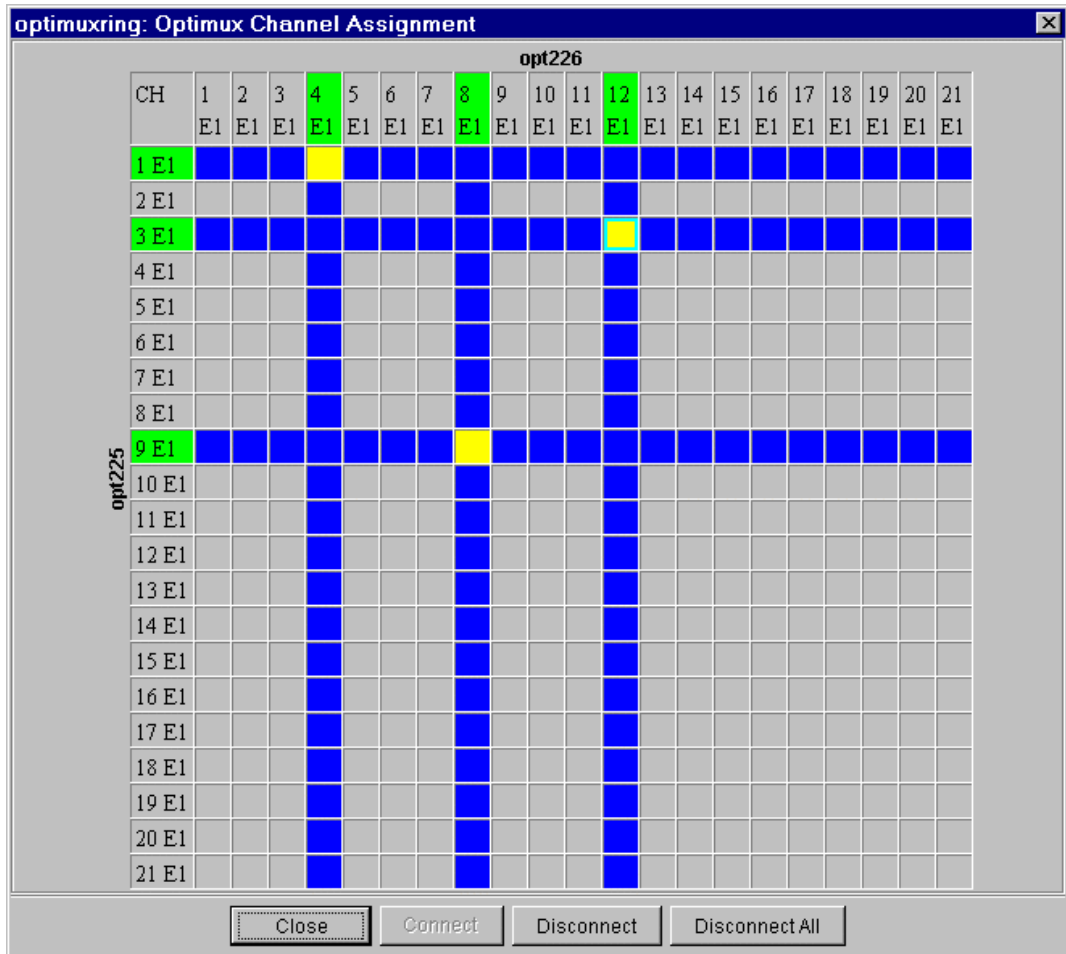 optimuxring: Optimux Channel Assignment
opt226
CH 1 2 3 4 5 6 7 8 9 10 11 12 13 14 15 16 17 18 19 20 21
E1 E1 E1 E1 E1 E1 E1 E1 E1 E1 E1 E1 E1 E1 E1 E1 E1 E1 E1 E1 E1
1 E1
2 E1
3 E1
4 E1
5 E1
6 E1
7 E1
8 E1
9 E1
opt225
10 E1
11 E1
12 E1
13 E1
14 E1
15 E1
16 E1
17 E1
18 E1
19 E1
20 E1
21 E1
Close Connect Disconnect Disconnect All